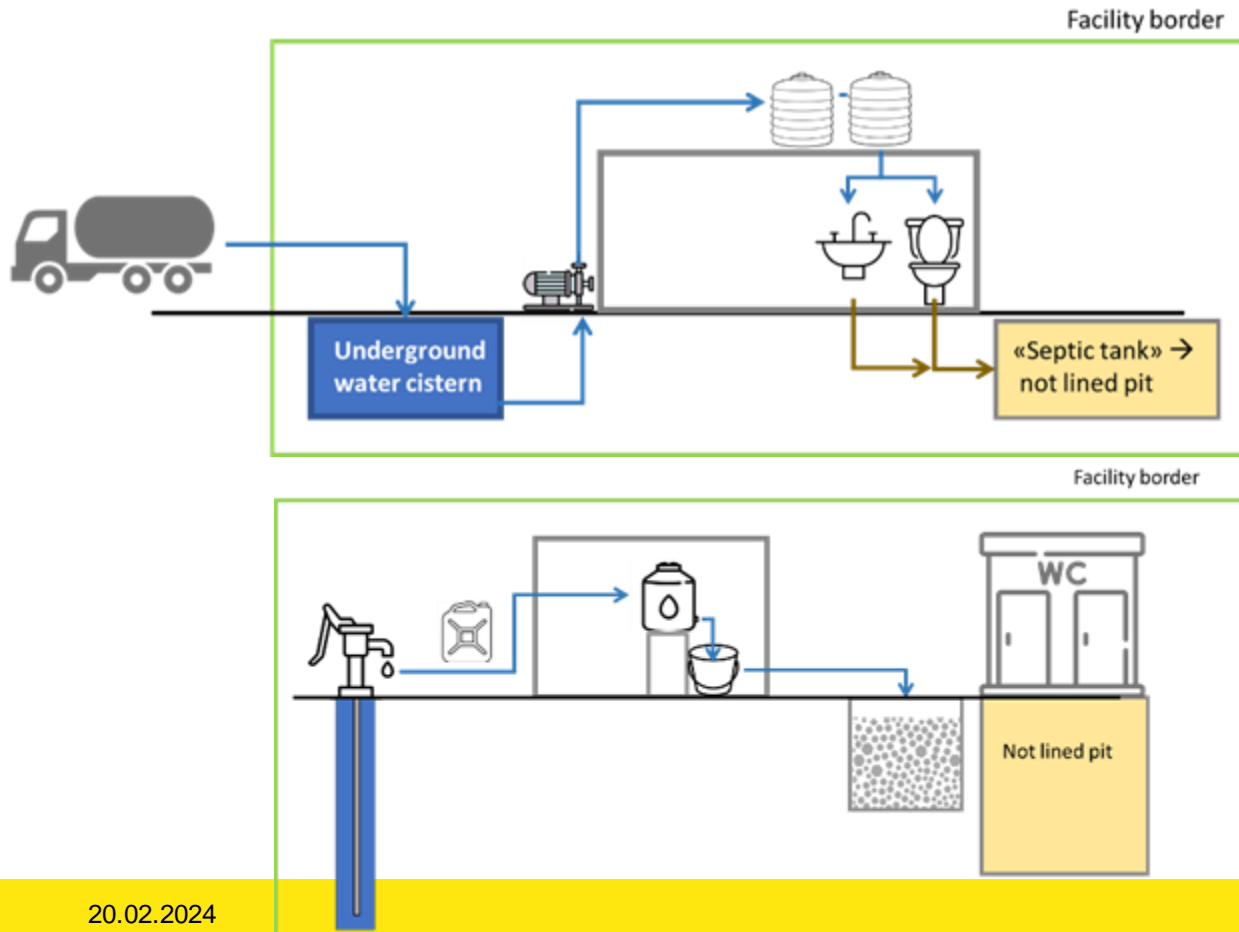 Facility border
Underground
water cistern
«Septic tank» →
not lined pit
Facility border
WC
Not lined pit
20.02.2024